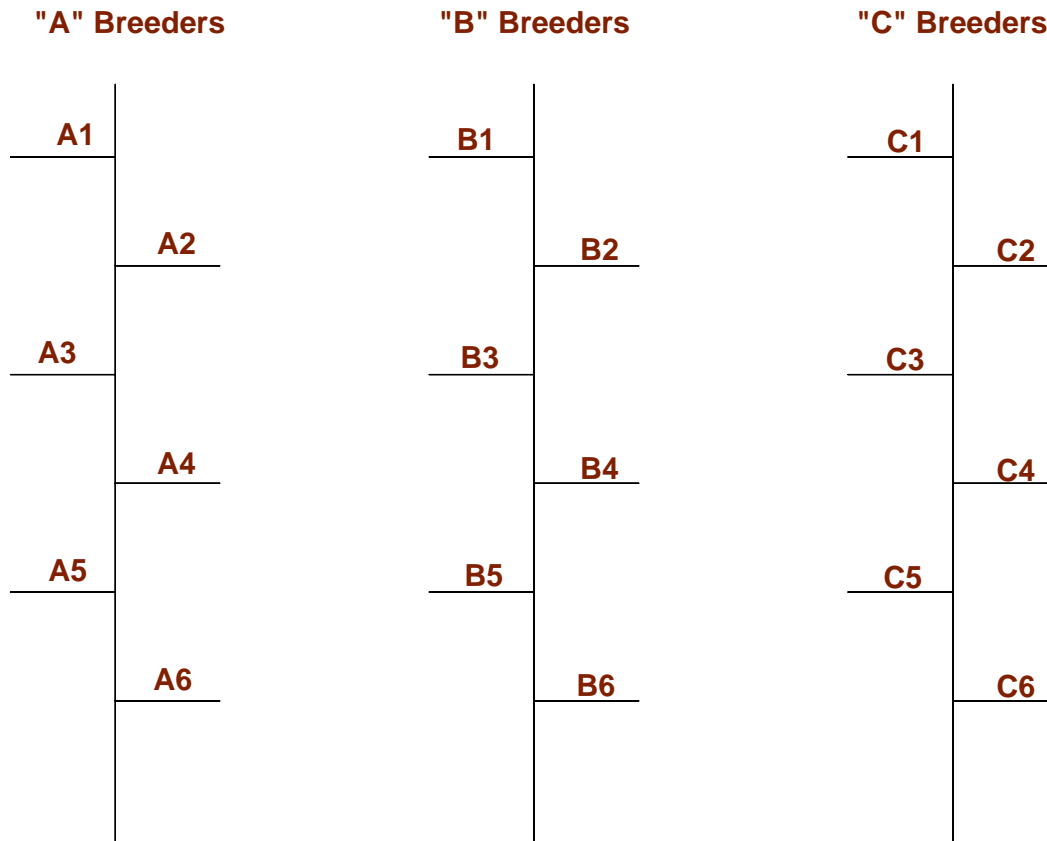 "A" Breeders
"B" Breeders
"C" Breeders
A1
B1
C1
A2
B2
C2
A3
B3
C3
A4
B4
C4
A5
B5
C5
A6
B6
C6